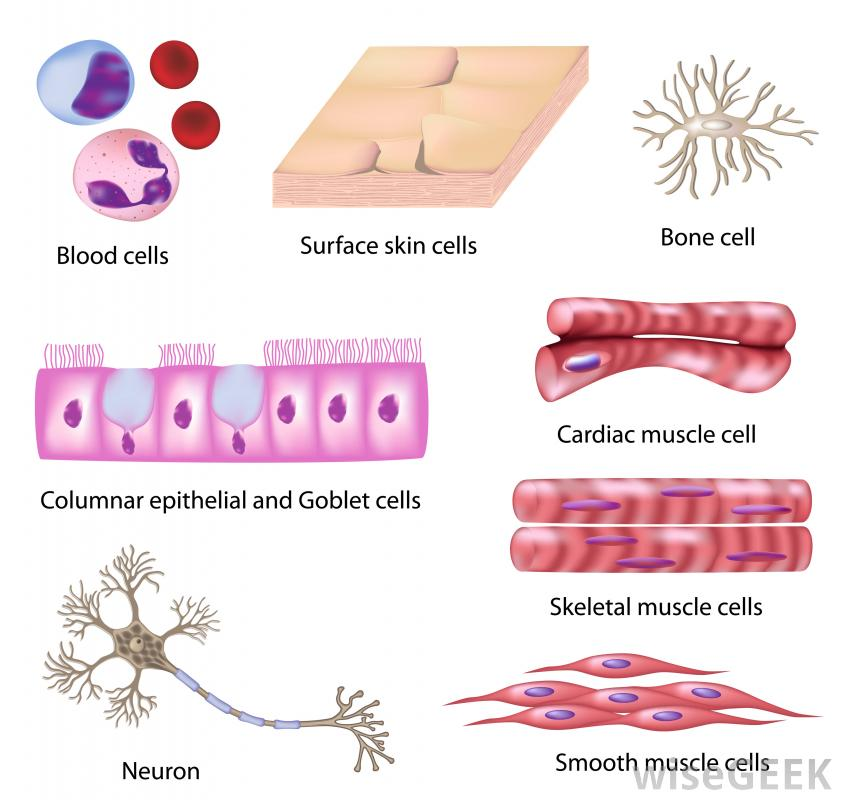 Blood cells
Surface skin cells
Bone cell
Cardiac muscle cell
Columnar epithelial and Goblet cells
Skeletal muscle cells
Neuron
Smooth muscle cells
wiseGEEK